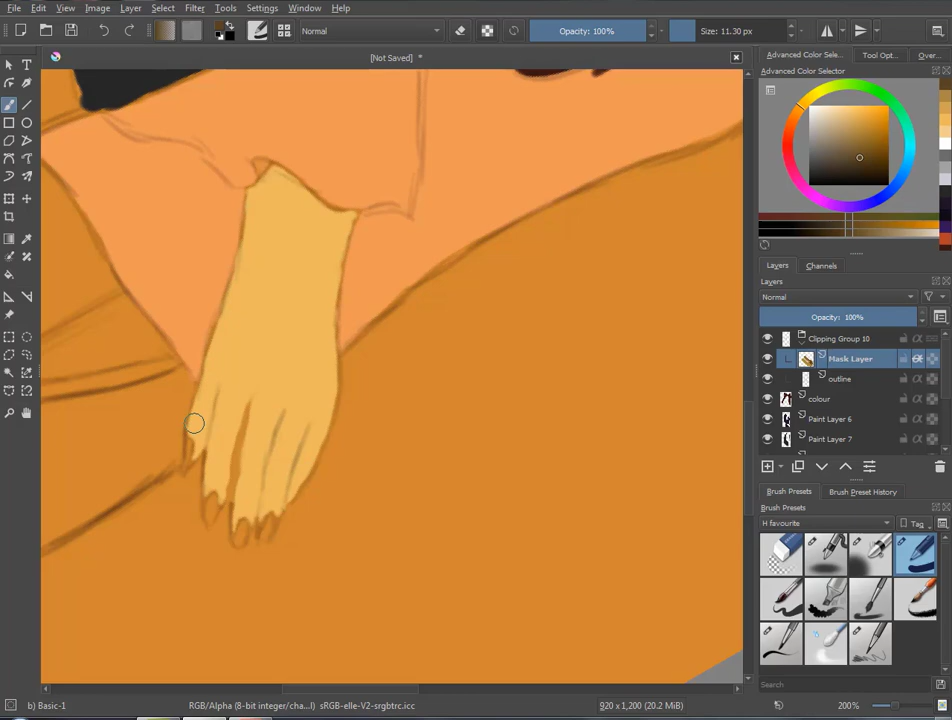 File Edit View Image Layer Select Filter Tools Settings Window Help
Normal Opacity: 100% Size: 11.30 px
[Not Saved] *
Advanced Color Sele... Tool Opt... Over...
Advanced Color Selector
Layers Channels
Layers
Normal
Opacity: 100%
Clipping Group 10
Mask Layer
outline
colour
Paint Layer 6
Paint Layer 7
Brush Presets Brush Preset History
Brush Presets
H favourite Tag
Search
b) Basic-1 RGB/Alpha (8-bit integer/cha...l) sRGB-elle-V2-srgbtrc.icc 920 x 1,200 (20.2 MiB) 200%